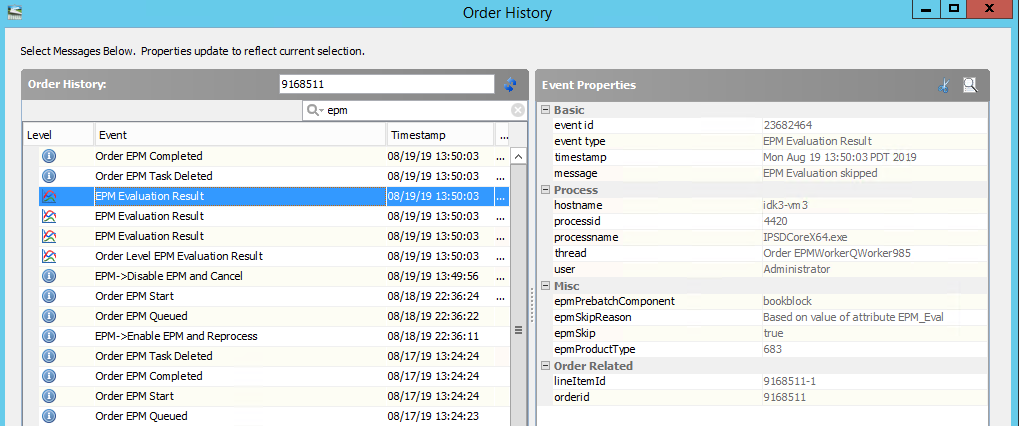 Order History
Select Messages Below.  Properties update to reflect current selection.
Order History: 9168511
epm
Level Event Timestamp ...
Order EPM Completed 08/19/19 13:50:03 ...
Order EPM Task Deleted 08/19/19 13:50:03 ...
EPM Evaluation Result 08/19/19 13:50:03 ...
EPM Evaluation Result 08/19/19 13:50:03 ...
EPM Evaluation Result 08/19/19 13:50:03 ...
Order Level EPM Evaluation Result 08/19/19 13:50:03 ...
EPM->Disable EPM and Cancel 08/19/19 13:49:56 ...
Order EPM Start 08/18/19 22:36:24 ...
Order EPM Queued 08/18/19 22:36:22
EPM->Enable EPM and Reprocess 08/18/19 22:36:11
Order EPM Task Deleted 08/17/19 13:24:24
Order EPM Completed 08/17/19 13:24:24
Order EPM Start 08/17/19 13:24:24
Order EPM Queued 08/17/19 13:24:23
Event Properties
Basic
event id 23682464
event type EPM Evaluation Result
timestamp Mon Aug 19 13:50:03 PDT 2019
message EPM Evaluation skipped
Process
hostname idk3-vm3
processid 4420
processname IPSDCoreX64.exe
thread Order EPMWorkerQWorker985
user Administrator
Misc
epmPrebatchComponent bookblock
epmSkipReason Based on value of attribute EPM_Eval
epmSkip true
epmProductType 683
Order Related
lineItemId 9168511-1
orderid 9168511